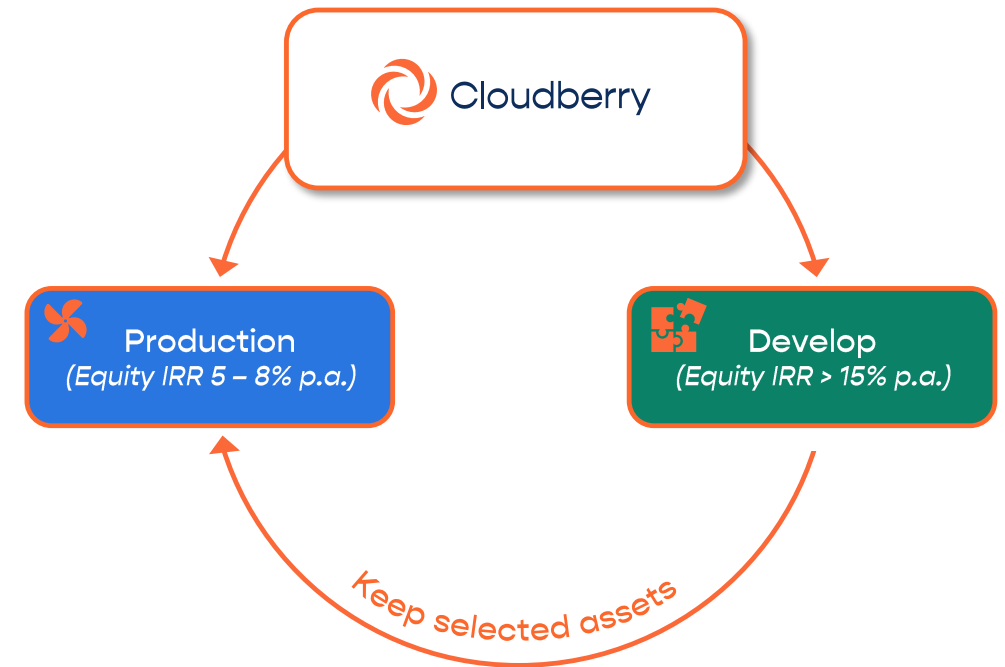 Cloudberry
Production
(Equity IRR 5 – 8% p.a.)
Develop
(Equity IRR > 15% p.a.)
Keep selected assets